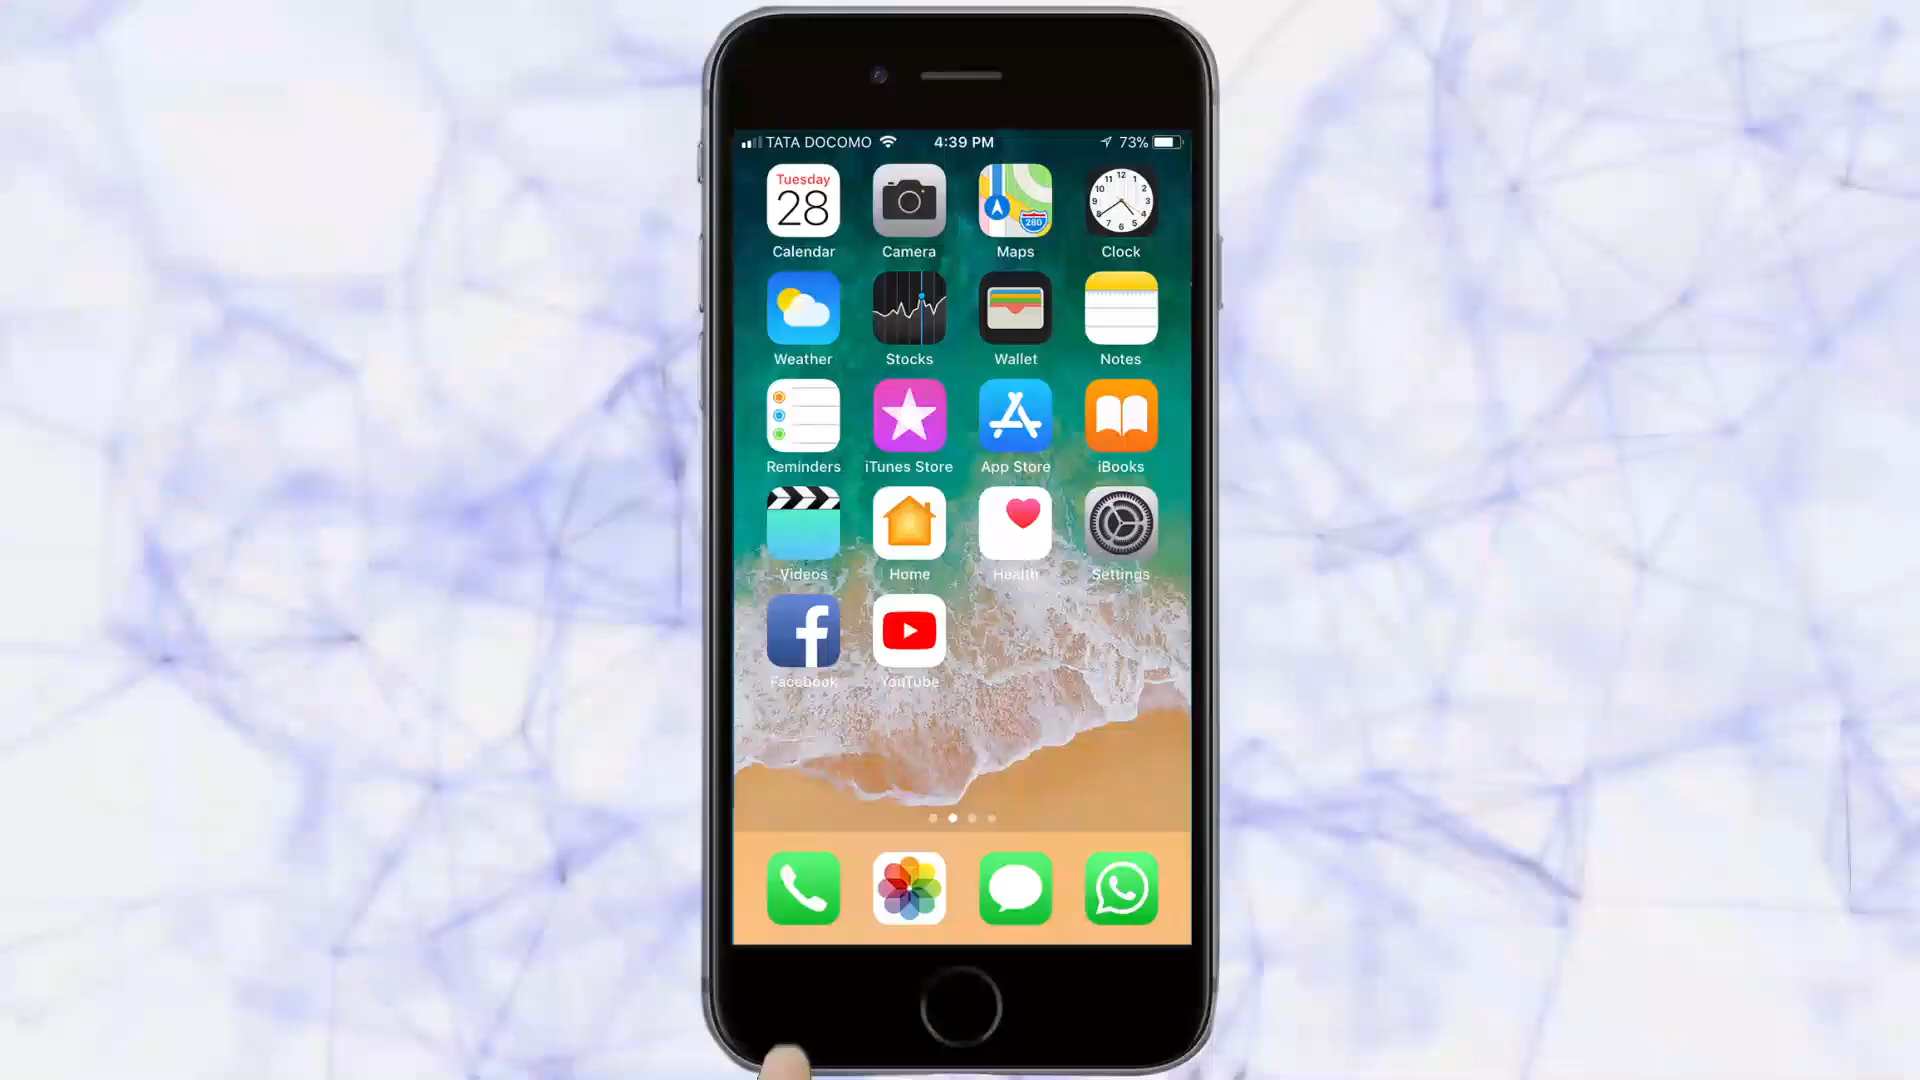 TATA DOCOMO 4:39 PM 73%
Tuesday
28
Calendar Camera Maps Clock
280
Weather Stocks Wallet Notes
Reminders iTunes Store App Store iBooks
Videos Home Health Settings
Facebook YouTube